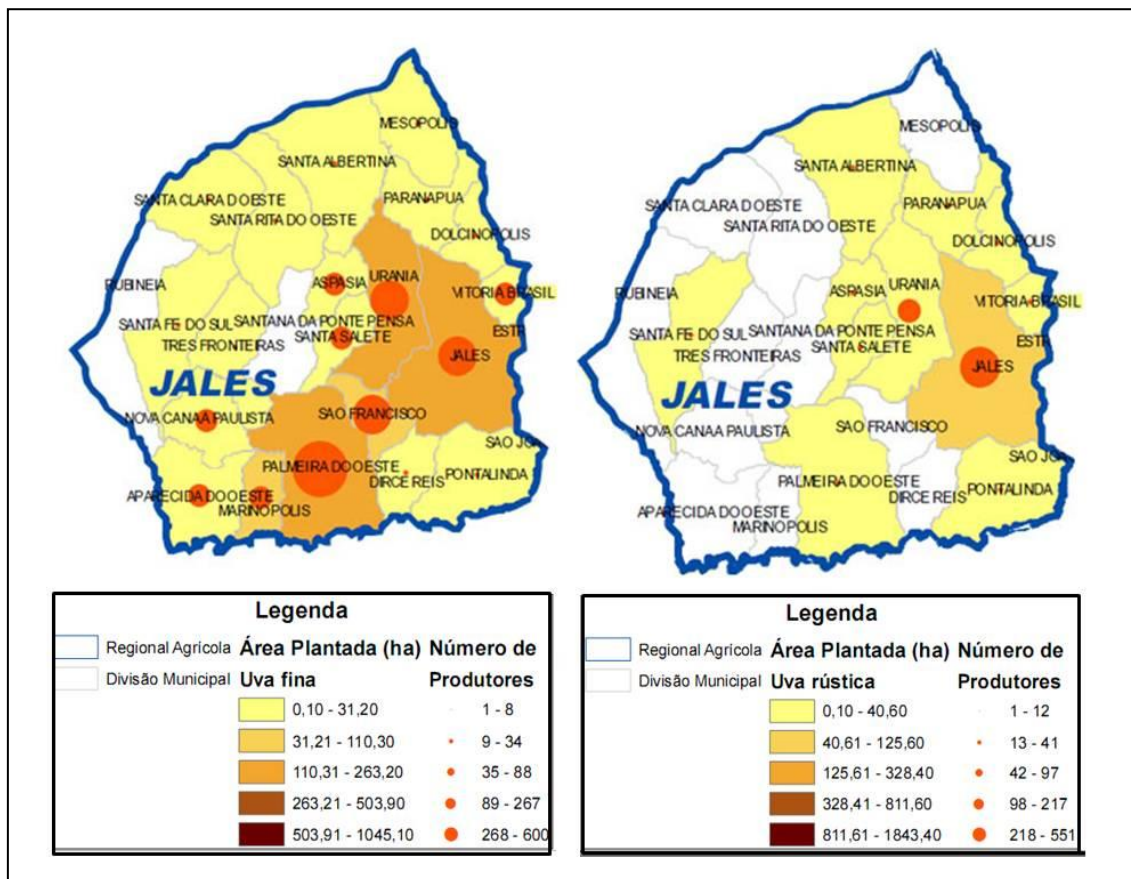 MESOPOLIS
SANTA ALBERTINA
SANTA CLARA DOESTE
PARANAPUA
SANTA RITA DO OESTE
DOLCINOPOLIS
RUBINEIA
ASPASIA
URANIA
VITORIA BRASIL
SANTA FE DO SUL
SANTANA DA PONTE PENSA
ESTR
TRES FRONTEIRAS
SANTA SALETE
JALES
JALES
NOVA CANAA PAULISTA
SAO FRANCISCO
SAO JOA
PALMEIRA DOOESTE
PONTALINDA
APARECIDA DOOESTE
DIRCE REIS
MARINOPOLIS
MESOPOLIS
SANTA ALBERTINA
SANTA CLARA DOESTE
PARANAPUA
SANTA RITA DO OESTE
DOLCINOPOLIS
RUBINEIA
ASPASIA
URANIA
VITORIA BRASIL
SANTA FE DO SUL
SANTANA DA PONTE PENSA
ESTR
TRES FRONTEIRAS
SANTA SALETE
JALES
JALES
NOVA CANAA PAULISTA
SAO FRANCISCO
SAO JOA
PALMEIRA DOOESTE
PONTALINDA
APARECIDA DOOESTE
DIRCE REIS
MARINOPOLIS
Legenda
Regional Agrícola Área Plantada (ha) Número de
Divisão Municipal Uva fina Produtores
0,10 - 31,20 1 - 8
31,21 - 110,30 9 - 34
110,31 - 263,20 35 - 88
263,21 - 503,90 89 - 267
503,91 - 1045,10 268 - 600
Legenda
Regional Agrícola Área Plantada (ha) Número de
Divisão Municipal Uva rústica Produtores
0,10 - 40,60 1 - 12
40,61 - 125,60 13 - 41
125,61 - 328,40 42 - 97
328,41 - 811,60 98 - 217
811,61 - 1843,40 218 - 551